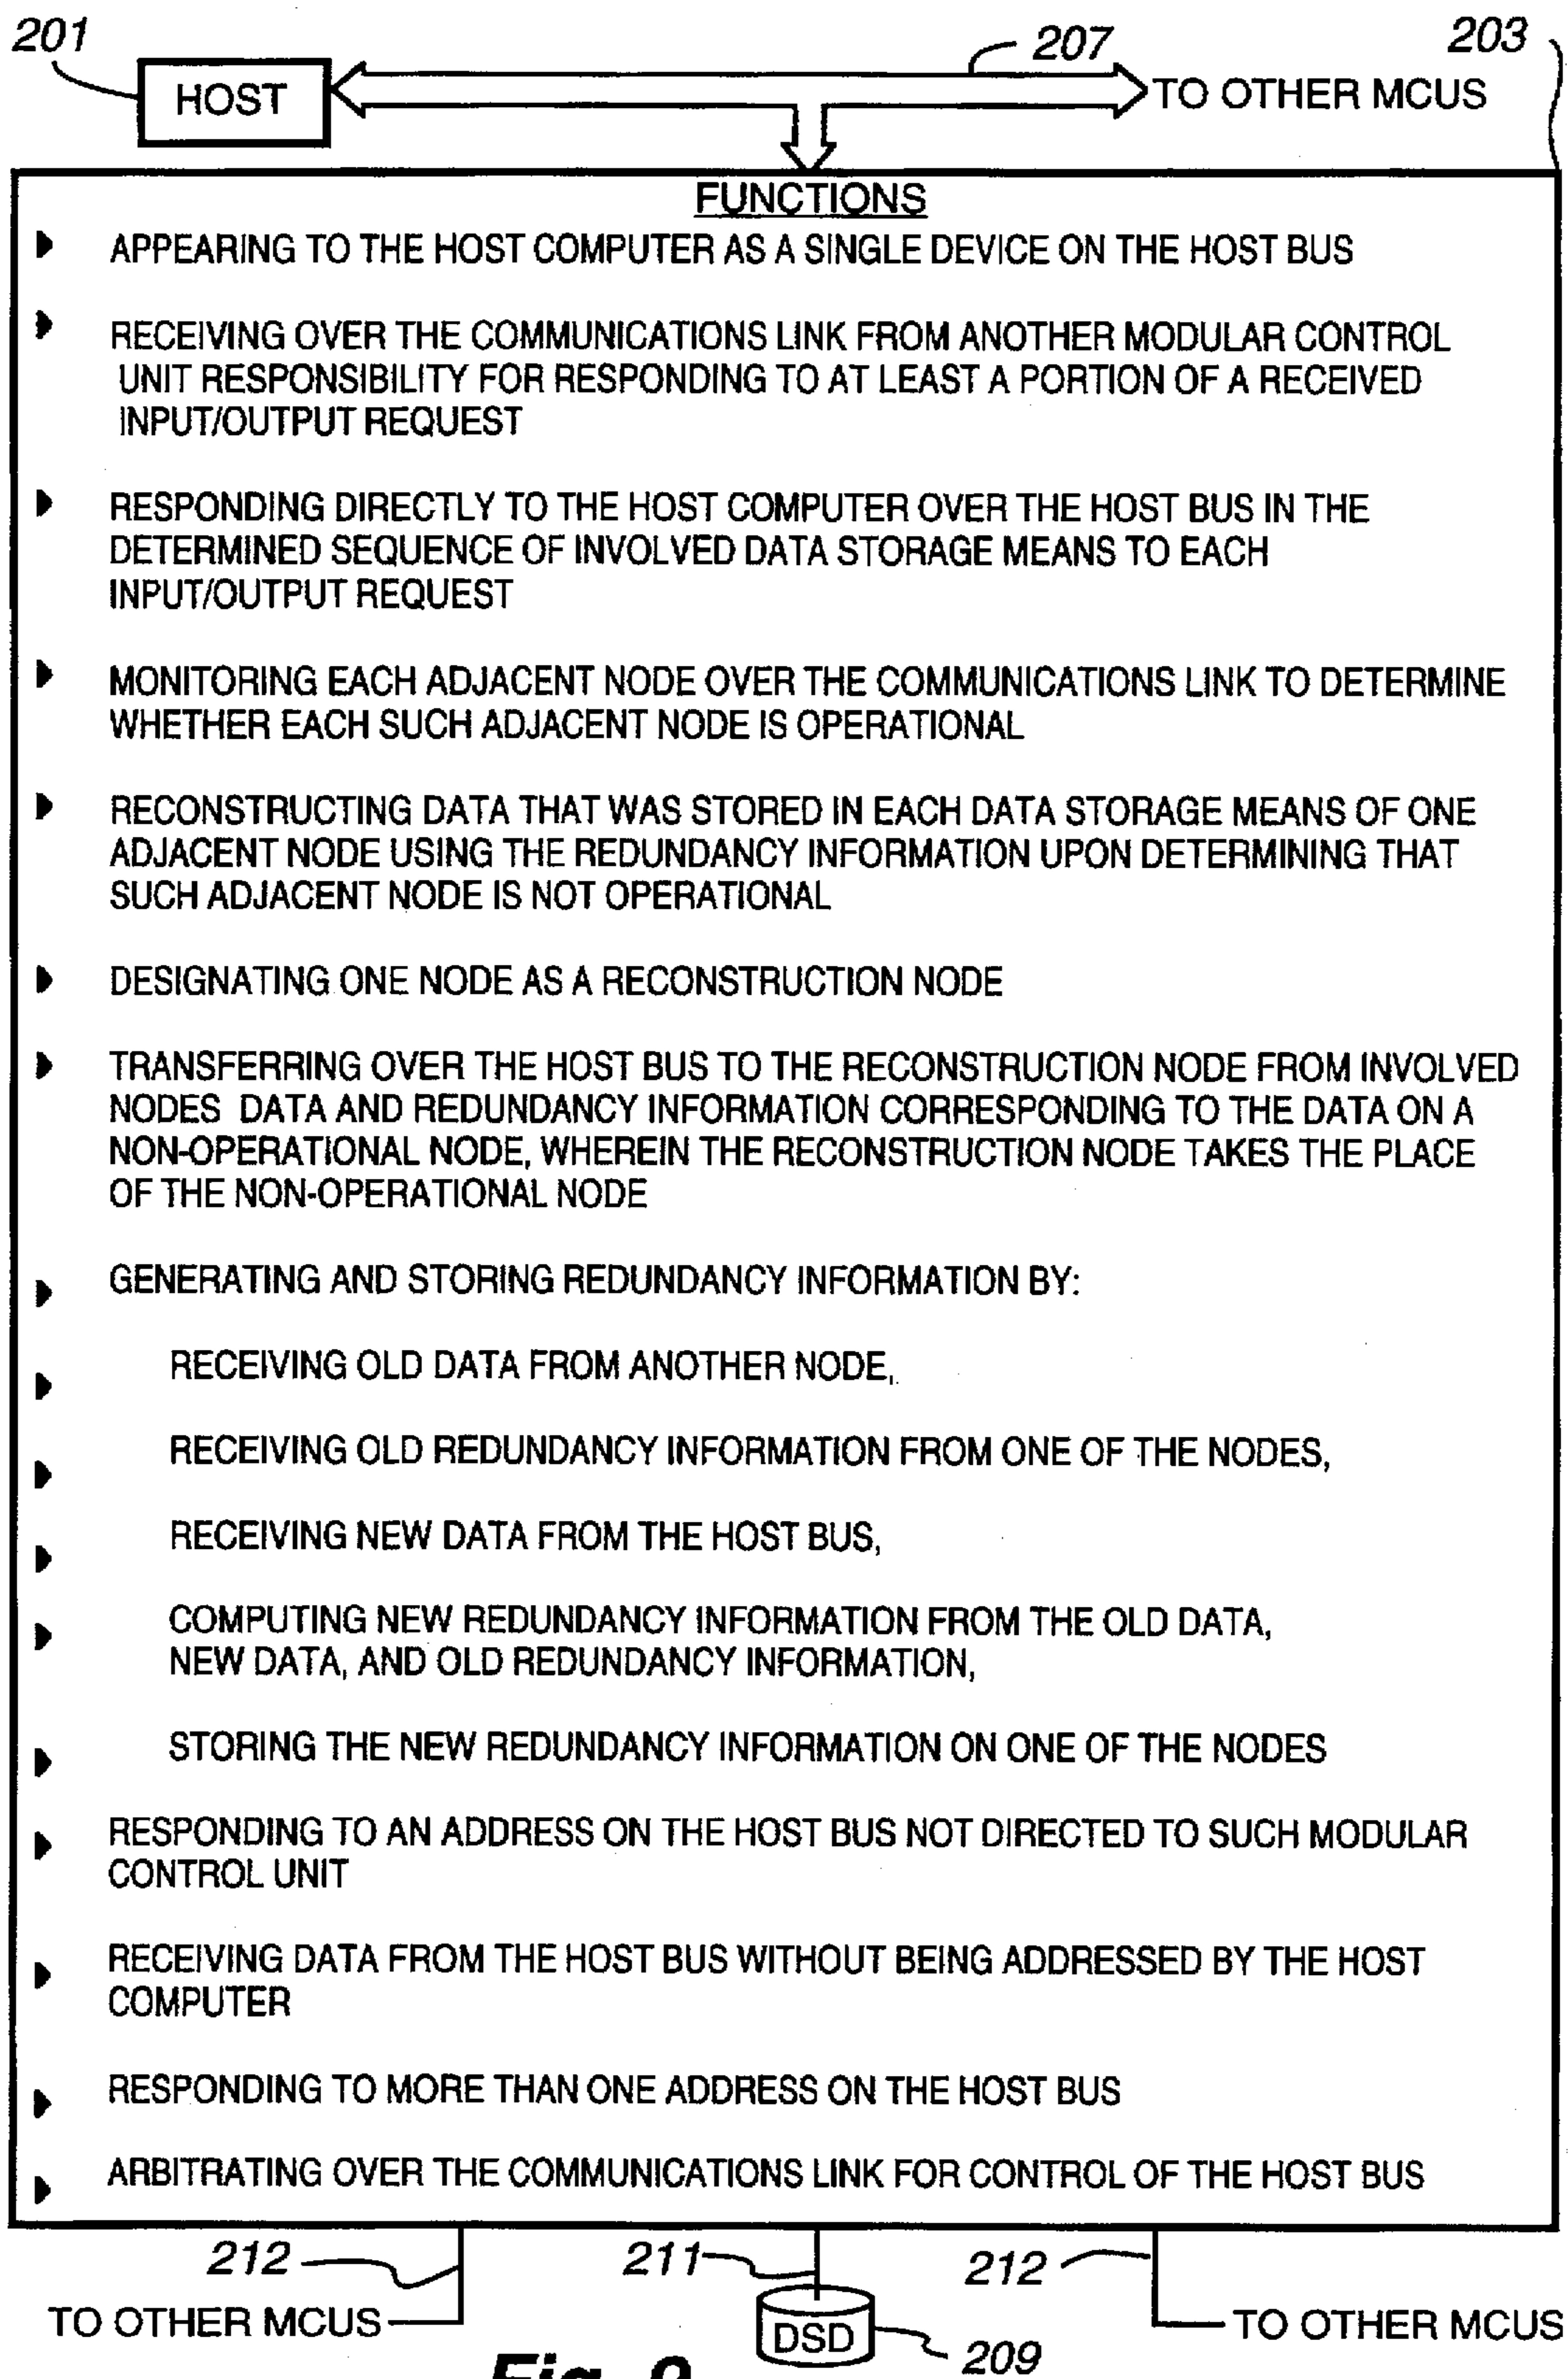 201
207
203
HOST
TO OTHER MCUS
FUNCTIONS
APPEARING TO THE HOST COMPUTER AS A SINGLE DEVICE ON THE HOST BUS
RECEIVING OVER THE COMMUNICATIONS LINK FROM ANOTHER MODULAR CONTROL
UNIT RESPONSIBILITY FOR RESPONDING TO AT LEAST A PORTION OF A RECEIVED
INPUT/OUTPUT REQUEST
RESPONDING DIRECTLY TO THE HOST COMPUTER OVER THE HOST BUS IN THE
DETERMINED SEQUENCE OF INVOLVED DATA STORAGE MEANS TO EACH
INPUT/OUTPUT REQUEST
MONITORING EACH ADJACENT NODE OVER THE COMMUNICATIONS LINK TO DETERMINE
WHETHER EACH SUCH ADJACENT NODE IS OPERATIONAL
RECONSTRUCTING DATA THAT WAS STORED IN EACH DATA STORAGE MEANS OF ONE
ADJACENT NODE USING THE REDUNDANCY INFORMATION UPON DETERMINING THAT
SUCH ADJACENT NODE IS NOT OPERATIONAL
DESIGNATING ONE NODE AS A RECONSTRUCTION NODE
TRANSFERRING OVER THE HOST BUS TO THE RECONSTRUCTION NODE FROM INVOLVED
NODES DATA AND REDUNDANCY INFORMATION CORRESPONDING TO THE DATA ON A
NON-OPERATIONAL NODE, WHEREIN THE RECONSTRUCTION NODE TAKES THE PLACE
OF THE NON-OPERATIONAL NODE
GENERATING AND STORING REDUNDANCY INFORMATION BY:
RECEIVING OLD DATA FROM ANOTHER NODE,
RECEIVING OLD REDUNDANCY INFORMATION FROM ONE OF THE NODES,
RECEIVING NEW DATA FROM THE HOST BUS,
COMPUTING NEW REDUNDANCY INFORMATION FROM THE OLD DATA,
NEW DATA, AND OLD REDUNDANCY INFORMATION,
STORING THE NEW REDUNDANCY INFORMATION ON ONE OF THE NODES
RESPONDING TO AN ADDRESS ON THE HOST BUS NOT DIRECTED TO SUCH MODULAR
CONTROL UNIT
RECEIVING DATA FROM THE HOST BUS WITHOUT BEING ADDRESSED BY THE HOST
COMPUTER
RESPONDING TO MORE THAN ONE ADDRESS ON THE HOST BUS
ARBITRATING OVER THE COMMUNICATIONS LINK FOR CONTROL OF THE HOST BUS
212
211
212
TO OTHER MCUS
DSD
TO OTHER MCUS
209
Fig.